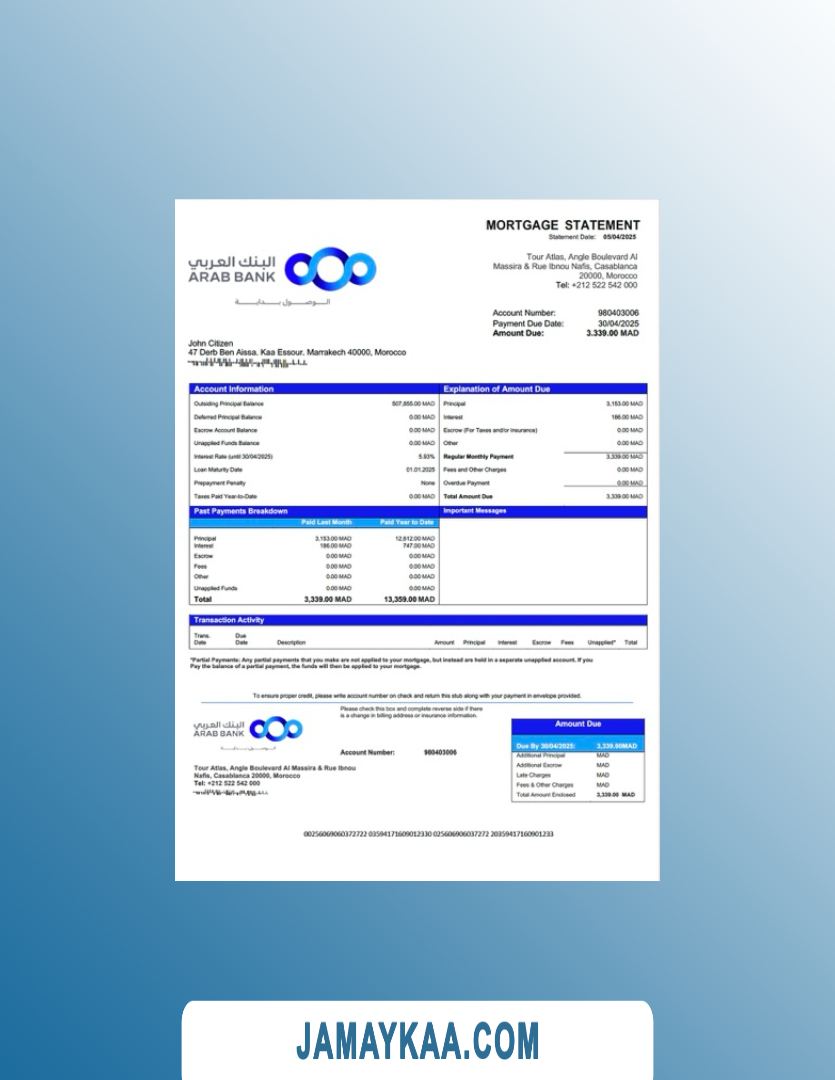 MORTGAGE STATEMENT
Statement Date: 05/04/2025
البنك العربي
ARAB BANK
الوصول بداية
Tour Atlas, Angle Boulevard Al
Massira & Rue Ibnou Nafis, Casablanca
20000, Morocco
Tel: +212 522 542 000
Account Number: 980403006
Payment Due Date: 30/04/2025
Amount Due: 3.339.00 MAD
John Citizen
47 Derb Ben Aissa. Kaa Essour, Marrakech 40000, Morocco
Account Information
Outsiding Principal Balance 507,655.00 MAD
Deferred Principal Balance 0.00 MAD
Escrow Account Balance 0.00 MAD
Unapplied Funds Balance 0.00 MAD
Interest Rate (until 30/04/2025) 5.93%
Loan Maturity Date 01.01.2025
Prepayment Penalty None
Taxes Paid Year-to-Date 0.00 MAD
Explanation of Amount Due
Principal 3,153.00 MAD
Interest 186.00 MAD
Escrow (For Taxes and/or Insurance) 0.00 MAD
Other 0.00 MAD
Regular Monthly Payment 3,339.00 MAD
Fees and Other Charges 0.00 MAD
Overdue Payment 0.00 MAD
Total Amount Due 3,339.00 MAD
Past Payments Breakdown
Paid Last Month Paid Year to Date
Principal 3,153.00 MAD 12,612.00 MAD
Interest 186.00 MAD 747.00 MAD
Escrow 0.00 MAD 0.00 MAD
Fees 0.00 MAD 0.00 MAD
Other 0.00 MAD 0.00 MAD
Unapplied Funds 0.00 MAD 0.00 MAD
Total 3,339.00 MAD 13,359.00 MAD
Important Messages
Transaction Activity
Trans. Date Due Date Description Amount Principal Interest Escrow Fees Unapplied* Total
*Partial Payments: Any partial payments that you make are not applied to your mortgage, but instead are held in a separate unapplied account. If you
Pay the balance of a partial payment, the funds will then be applied to your mortgage.
To ensure proper credit, please write account number on check and return this stub along with your payment in envelope provided.
Please check this box and complete reverse side if there
is a change in billing address or insurance information.
البنك العربي
ARAB BANK
الوصول بداية
Account Number: 980403006
Tour Atlas, Angle Boulevard Al Massira & Rue Ibnou
Nafis, Casablanca 20000, Morocco
Tel: +212 522 542 000
Amount Due
Due By 30/04/2025: 3,339.00MAD
Additional Principal MAD
Additional Escrow MAD
Late Charges MAD
Fees & Other Charges MAD
Total Amount Enclosed 3,339.00 MAD
00256069060372722 03594171609012330 025606906037272 20359417160901233
JAMAYKAA.COM